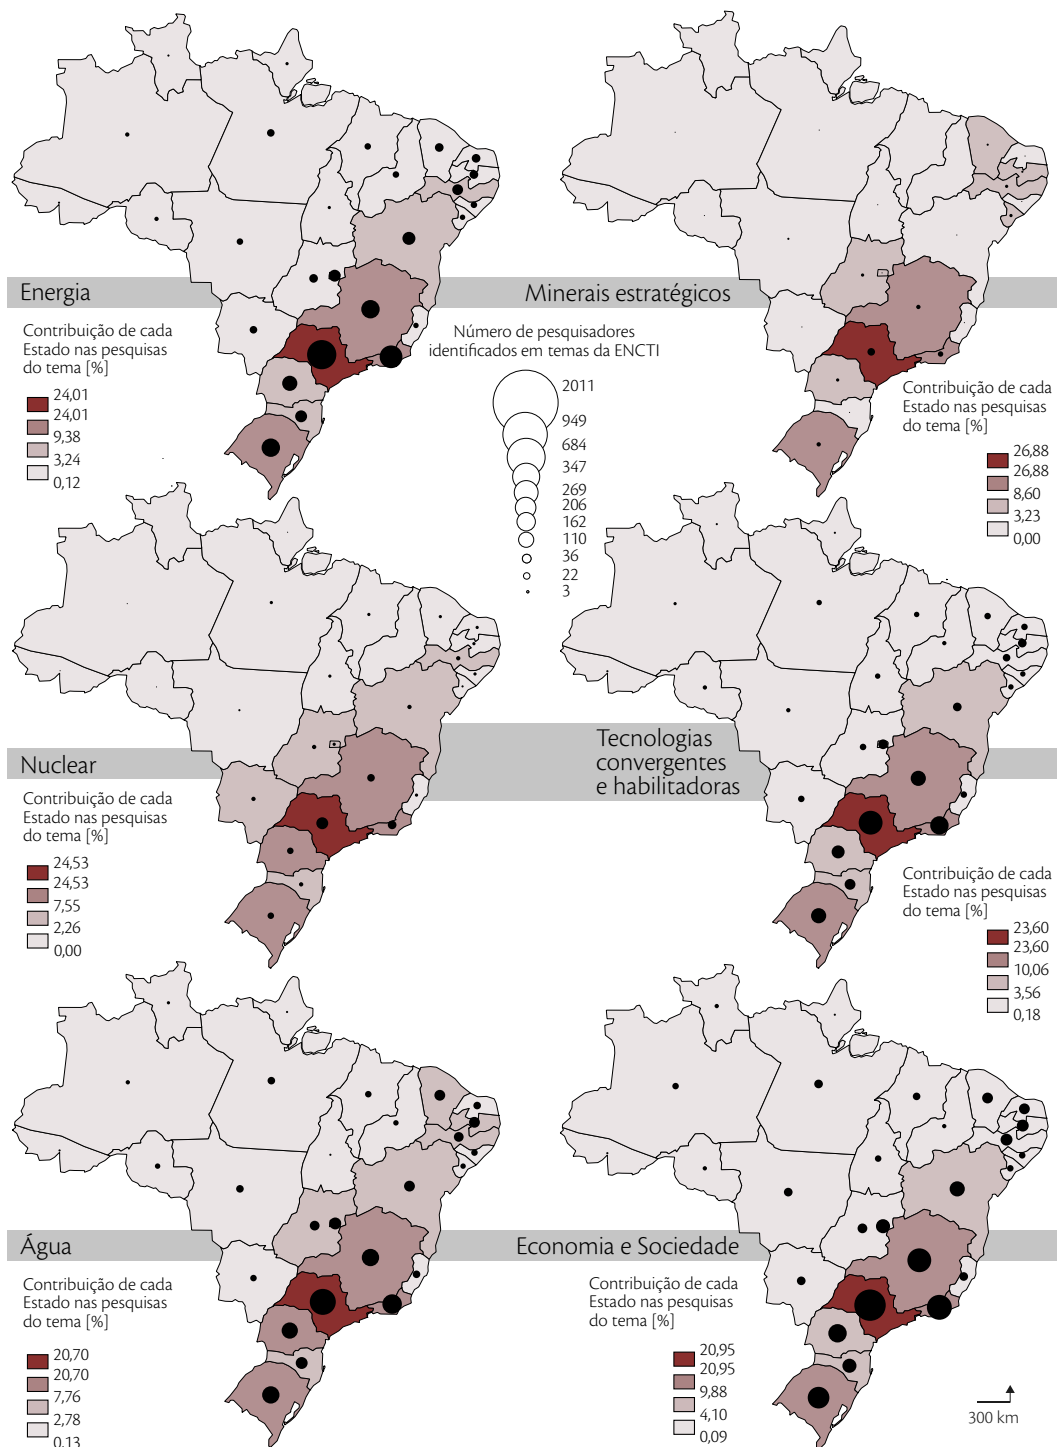 Energia
Contribuição de cada
Estado nas pesquisas
do tema [%]
24,01
24,01
9,38
3,24
0,12
Minerais estratégicos
Número de pesquisadores
identificados em temas da ENCTI
2011
949
684
347
269
206
162
110
36
22
3
Contribuição de cada
Estado nas pesquisas
do tema [%]
26,88
26,88
8,60
3,23
0,00
Nuclear
Contribuição de cada
Estado nas pesquisas
do tema [%]
24,53
24,53
7,55
2,26
0,00
Tecnologias
convergentes
e habilitadoras
Contribuição de cada
Estado nas pesquisas
do tema [%]
23,60
23,60
10,06
3,56
0,18
Água
Contribuição de cada
Estado nas pesquisas
do tema [%]
20,70
20,70
7,76
2,78
0,13
Economia e Sociedade
Contribuição de cada
Estado nas pesquisas
do tema [%]
20,95
20,95
9,88
4,10
0,09
300 km